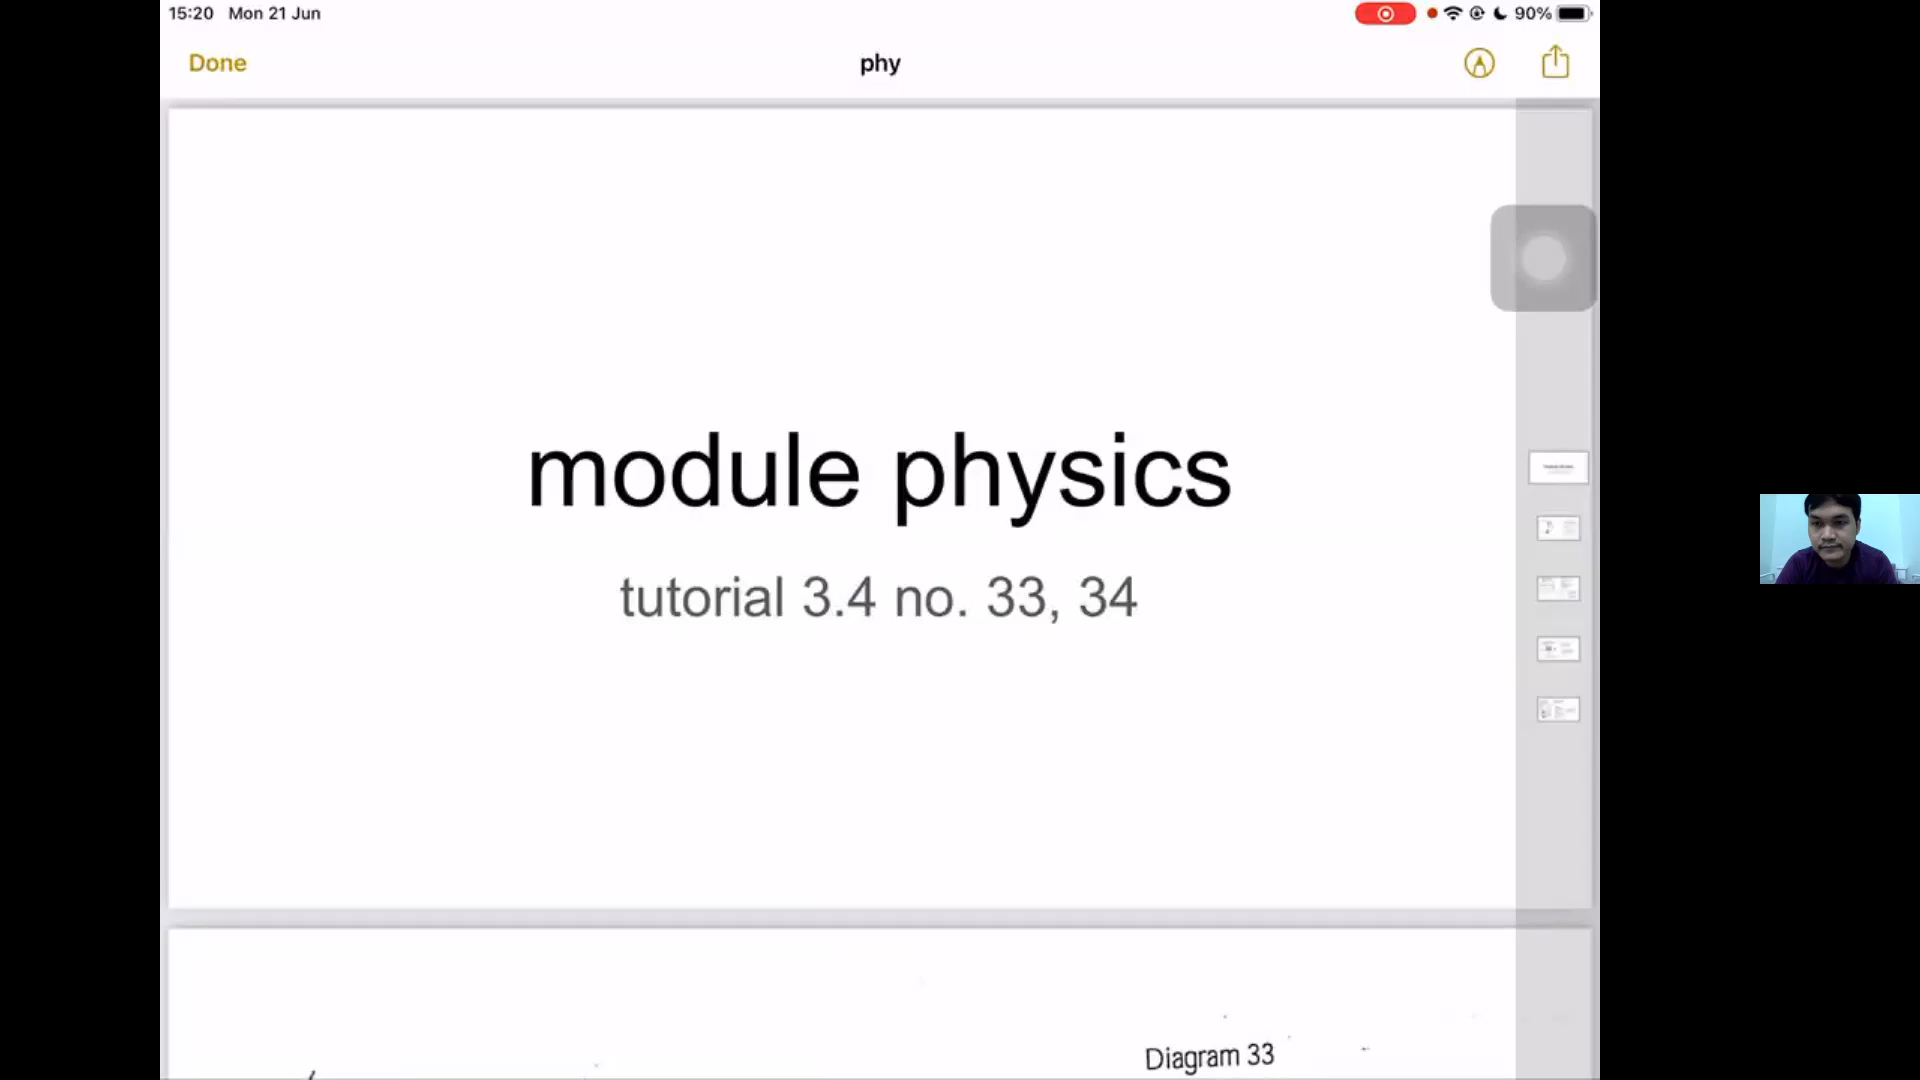 15:20 Mon 21 Jun
90%
Done
phy
module physics
tutorial 3.4 no. 33, 34
Diagram 33